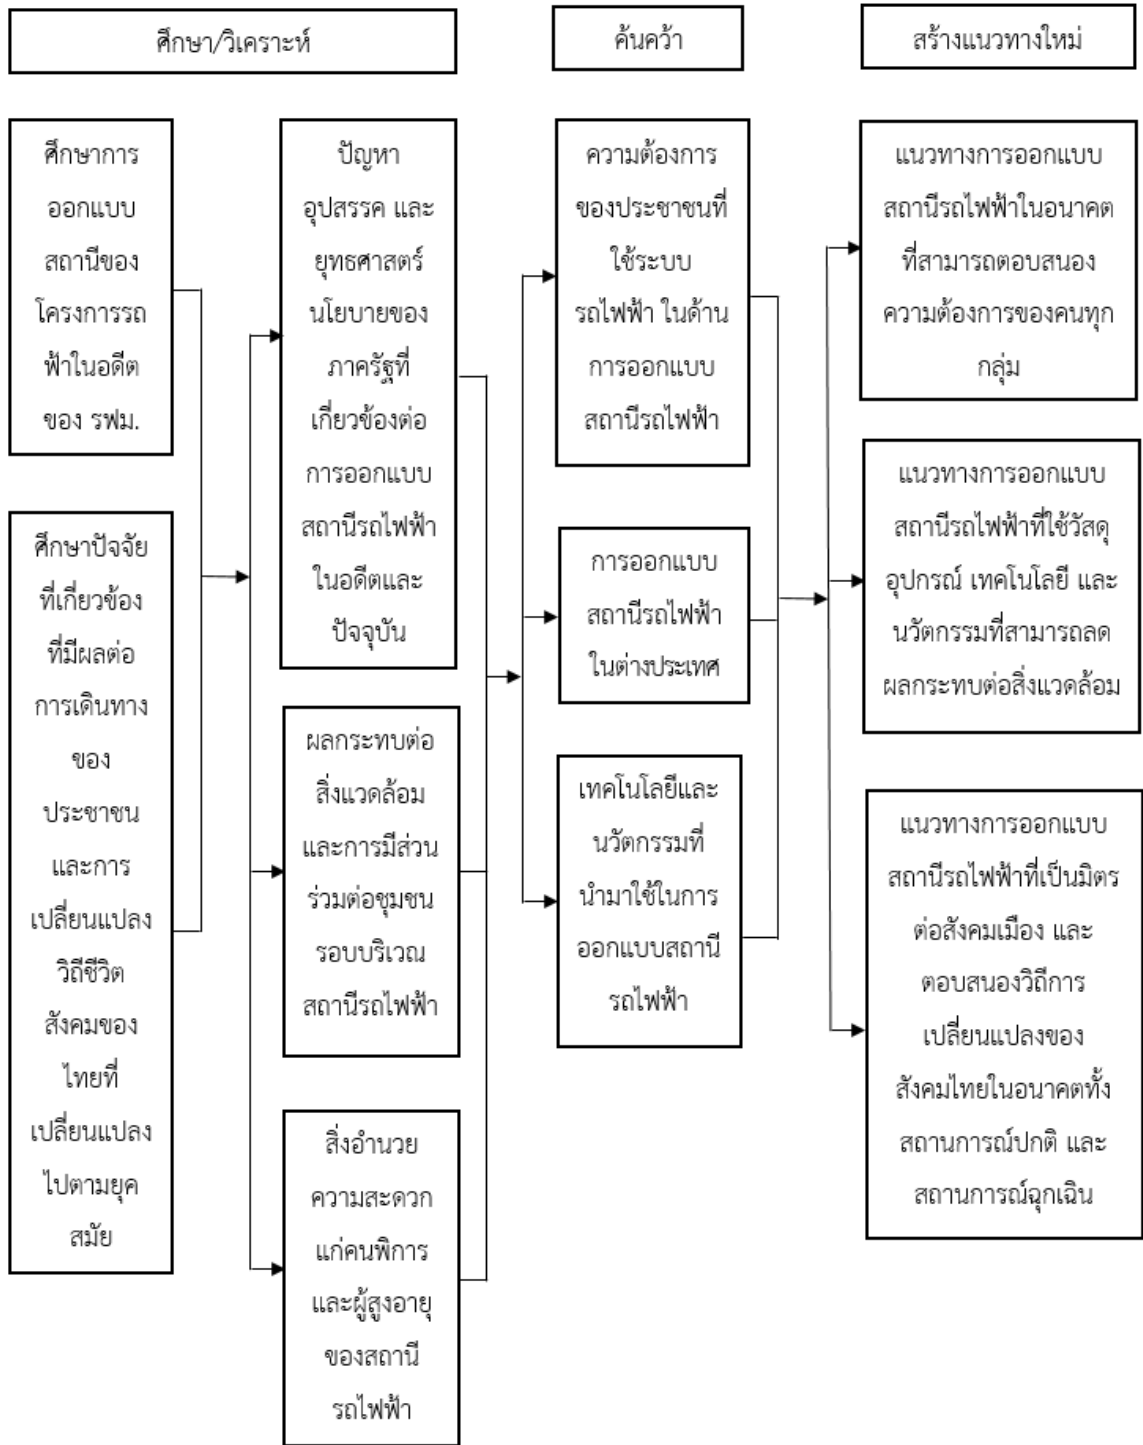 ศึกษา/วิเคราะห์
ค้นคว้า
สร้างแนวทางใหม่
ศึกษาการ
ออกแบบ
สถานีของ
โครงการรถ
ฟ้าในอดีต
ของ รฟม.
ศึกษาปัจจัย
ที่เกี่ยวข้อง
ที่มีผลต่อ
การเดินทาง
ของ
ประชาชน
และการ
เปลี่ยนแปลง
วิถีชีวิต
สังคมของ
ไทยที่
เปลี่ยนแปลง
ไปตามยุค
สมัย
ปัญหา
อุปสรรค และ
ยุทธศาสตร์
นโยบายของ
ภาครัฐที่
เกี่ยวข้องต่อ
การออกแบบ
สถานีรถไฟฟ้า
ในอดีตและ
ปัจจุบัน
ผลกระทบต่อ
สิ่งแวดล้อม
และการมีส่วน
ร่วมต่อชุมชน
รอบบริเวณ
สถานีรถไฟฟ้า
สิ่งอำนวย
ความสะดวก
แก่คนพิการ
และผู้สูงอายุ
ของสถานี
รถไฟฟ้า
ความต้องการ
ของประชาชนที่
ใช้ระบบ
รถไฟฟ้า ในด้าน
การออกแบบ
สถานีรถไฟฟ้า
การออกแบบ
สถานีรถไฟฟ้า
ในต่างประเทศ
เทคโนโลยีและ
นวัตกรรมที่
นำมาใช้ในการ
ออกแบบสถานี
รถไฟฟ้า
แนวทางการออกแบบ
สถานีรถไฟฟ้าในอนาคต
ที่สามารถตอบสนอง
ความต้องการของคนทุก
กลุ่ม
แนวทางการออกแบบ
สถานีรถไฟฟ้าที่ใช้วัสดุ
อุปกรณ์ เทคโนโลยี และ
นวัตกรรมที่สามารถลด
ผลกระทบต่อสิ่งแวดล้อม
แนวทางการออกแบบ
สถานีรถไฟฟ้าที่เป็นมิตร
ต่อสังคมเมือง และ
ตอบสนองวิถีการ
เปลี่ยนแปลงของ
สังคมไทยในอนาคตทั้ง
สถานการณ์ปกติ และ
สถานการณ์ฉุกเฉิน